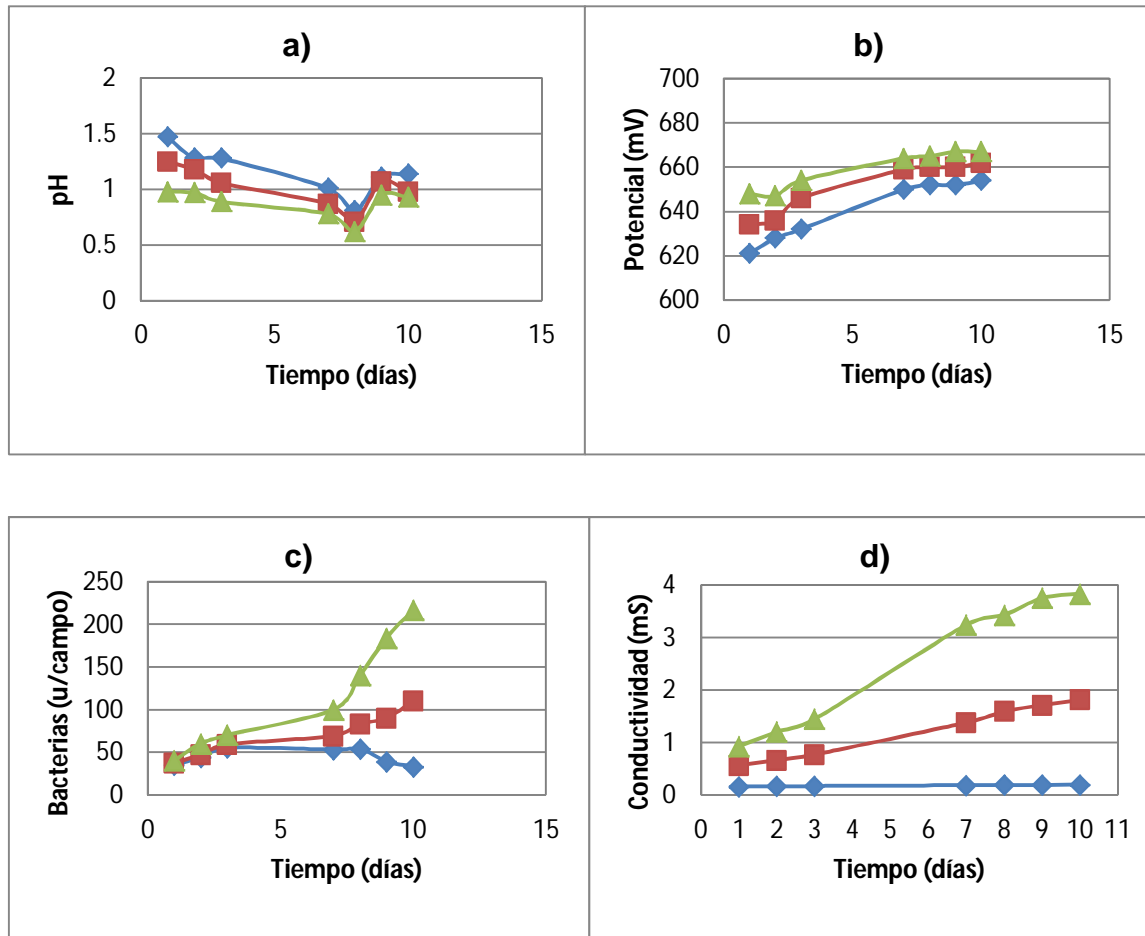 a)
2
1.5
1
0.5
0
pH
0 5 10 15
Tiempo (días)
b)
700
680
660
640
620
600
Potencial (mV)
0 5 10 15
Tiempo (días)
c)
250
200
150
100
50
0
Bacterias (u/campo)
0 5 10 15
Tiempo (días)
d)
4
3
2
1
0
Conductividad (mS)
0 1 2 3 4 5 6 7 8 9 10 11
Tiempo (días)